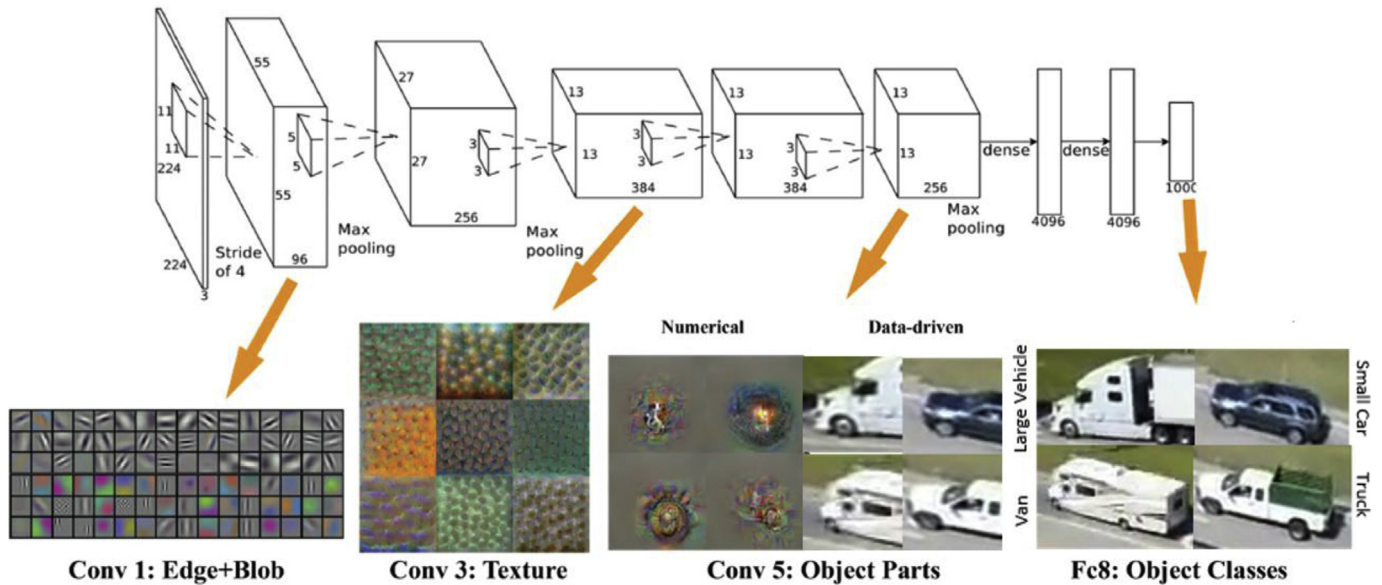 55
27
13
13
13
11
11
5
5
3
3
3
3
3
3
224
55
27
13
13
13
224
3
Stride
of 4
96
Max
pooling
256
Max
pooling
384
384
256
Max
pooling
dense
dense
4096
4096
1000
Numerical
Data-driven
Large Vehicle
Small Car
Van
Truck
Conv 1: Edge+Blob
Conv 3: Texture
Conv 5: Object Parts
Fc8: Object Classes